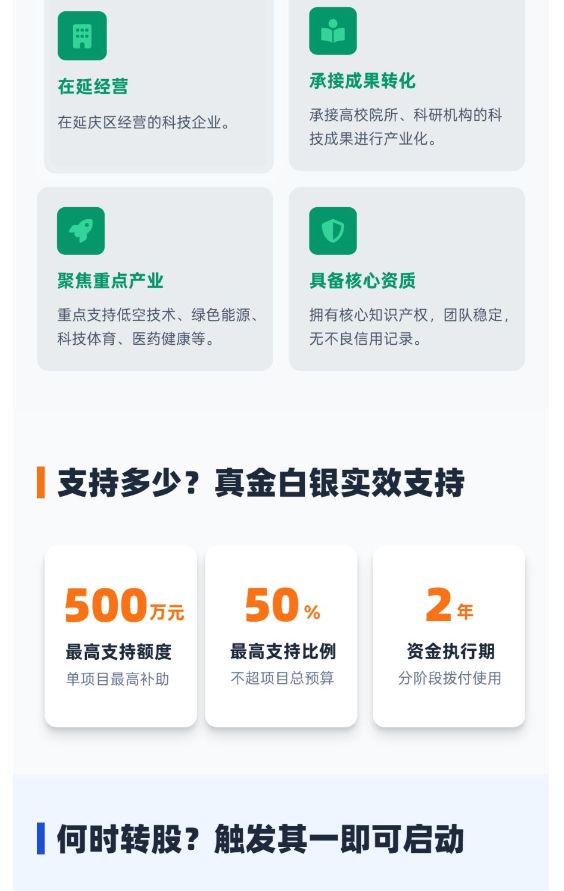 在延经营
在延庆区经营的科技企业。
承接成果转化
承接高校院所、科研机构的科
技成果进行产业化。
聚焦重点产业
重点支持低空技术、绿色能源、
科技体育、医药健康等。
具备核心资质
拥有核心知识产权，团队稳定，
无不良信用记录。
支持多少？真金白银实效支持
500万元
最高支持额度
单项目最高补助
50%
最高支持比例
不超项目总预算
2年
资金执行期
分阶段拨付使用
何时转股？触发其一即可启动